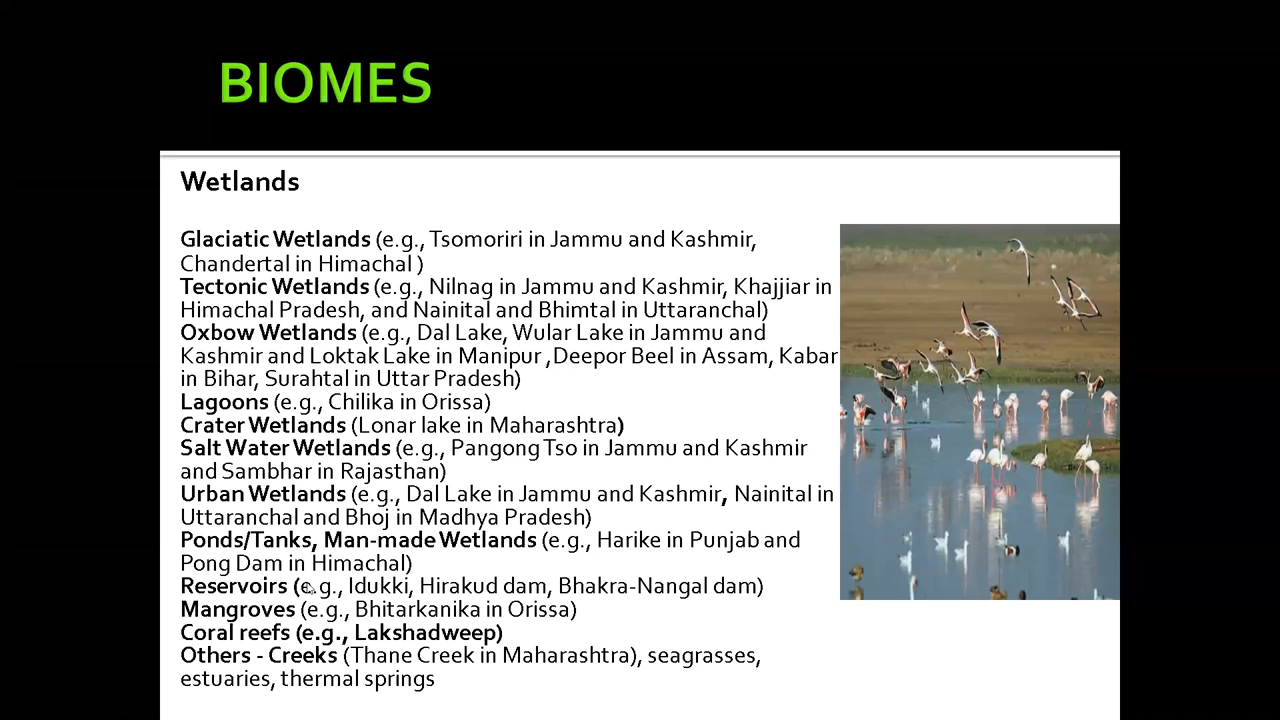 BIOMES
Wetlands
Glaciatic Wetlands (e.g., Tsomoriri in Jammu and Kashmir,
Chandertal in Himachal )
Tectonic Wetlands (e.g., Nilnag in Jammu and Kashmir, Khajjiar in
Himachal Pradesh, and Nainital and Bhimtal in Uttaranchal)
Oxbow Wetlands (e.g., Dal Lake, Wular Lake in Jammu and
Kashmir and Loktak Lake in Manipur ,Deepor Beel in Assam, Kabar
in Bihar, Surahtal in Uttar Pradesh)
Lagoons (e.g., Chilika in Orissa)
Crater Wetlands (Lonar lake in Maharashtra)
Salt Water Wetlands (e.g., Pangong Tso in Jammu and Kashmir
and Sambhar in Rajasthan)
Urban Wetlands (e.g., Dal Lake in Jammu and Kashmir, Nainital in
Uttaranchal and Bhoj in Madhya Pradesh)
Ponds/Tanks, Man-made Wetlands (e.g., Harike in Punjab and
Pong Dam in Himachal)
Reservoirs (e.g., Idukki, Hirakud dam, Bhakra-Nangal dam)
Mangroves (e.g., Bhitarkanika in Orissa)
Coral reefs (e.g., Lakshadweep)
Others - Creeks (Thane Creek in Maharashtra), seagrasses,
estuaries, thermal springs